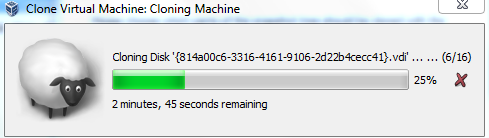 Clone Virtual Machine: Cloning Machine
Cloning Disk '{814a00c6-3316-4161-9106-2d22b4cecc41}.vdi' ... ... (6/16)
25%
2 minutes, 45 seconds remaining